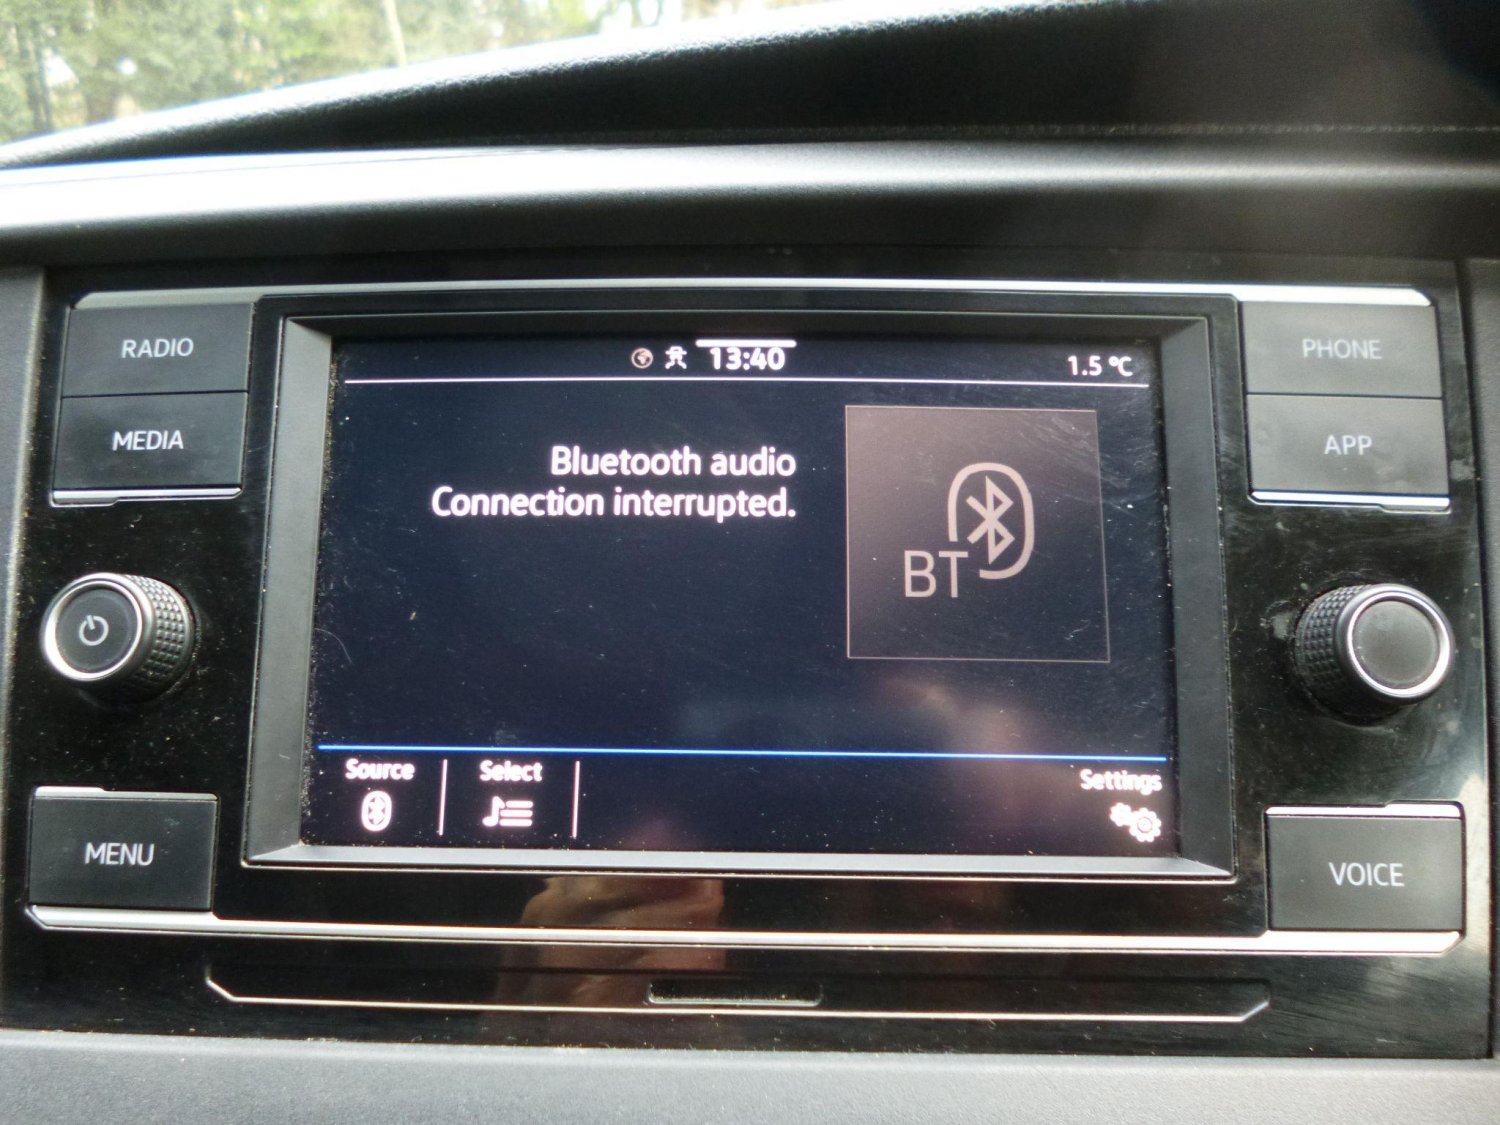 RADIO
MEDIA
MENU
13:40
1.5 °C
Bluetooth audio
Connection interrupted.
BT
Source
Select
Settings
PHONE
APP
VOICE